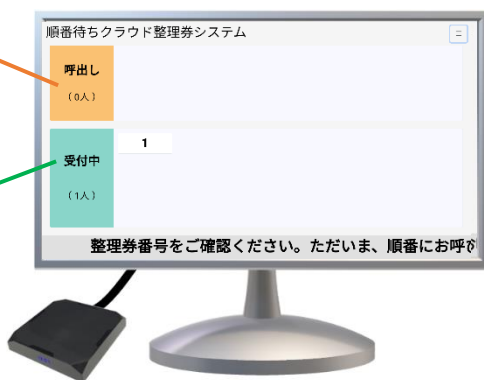 順番待ちクラウド整理券システム
呼出し
(0人)
1
受付中
(1人)
整理券番号をご確認ください。ただいま、順番にお呼び